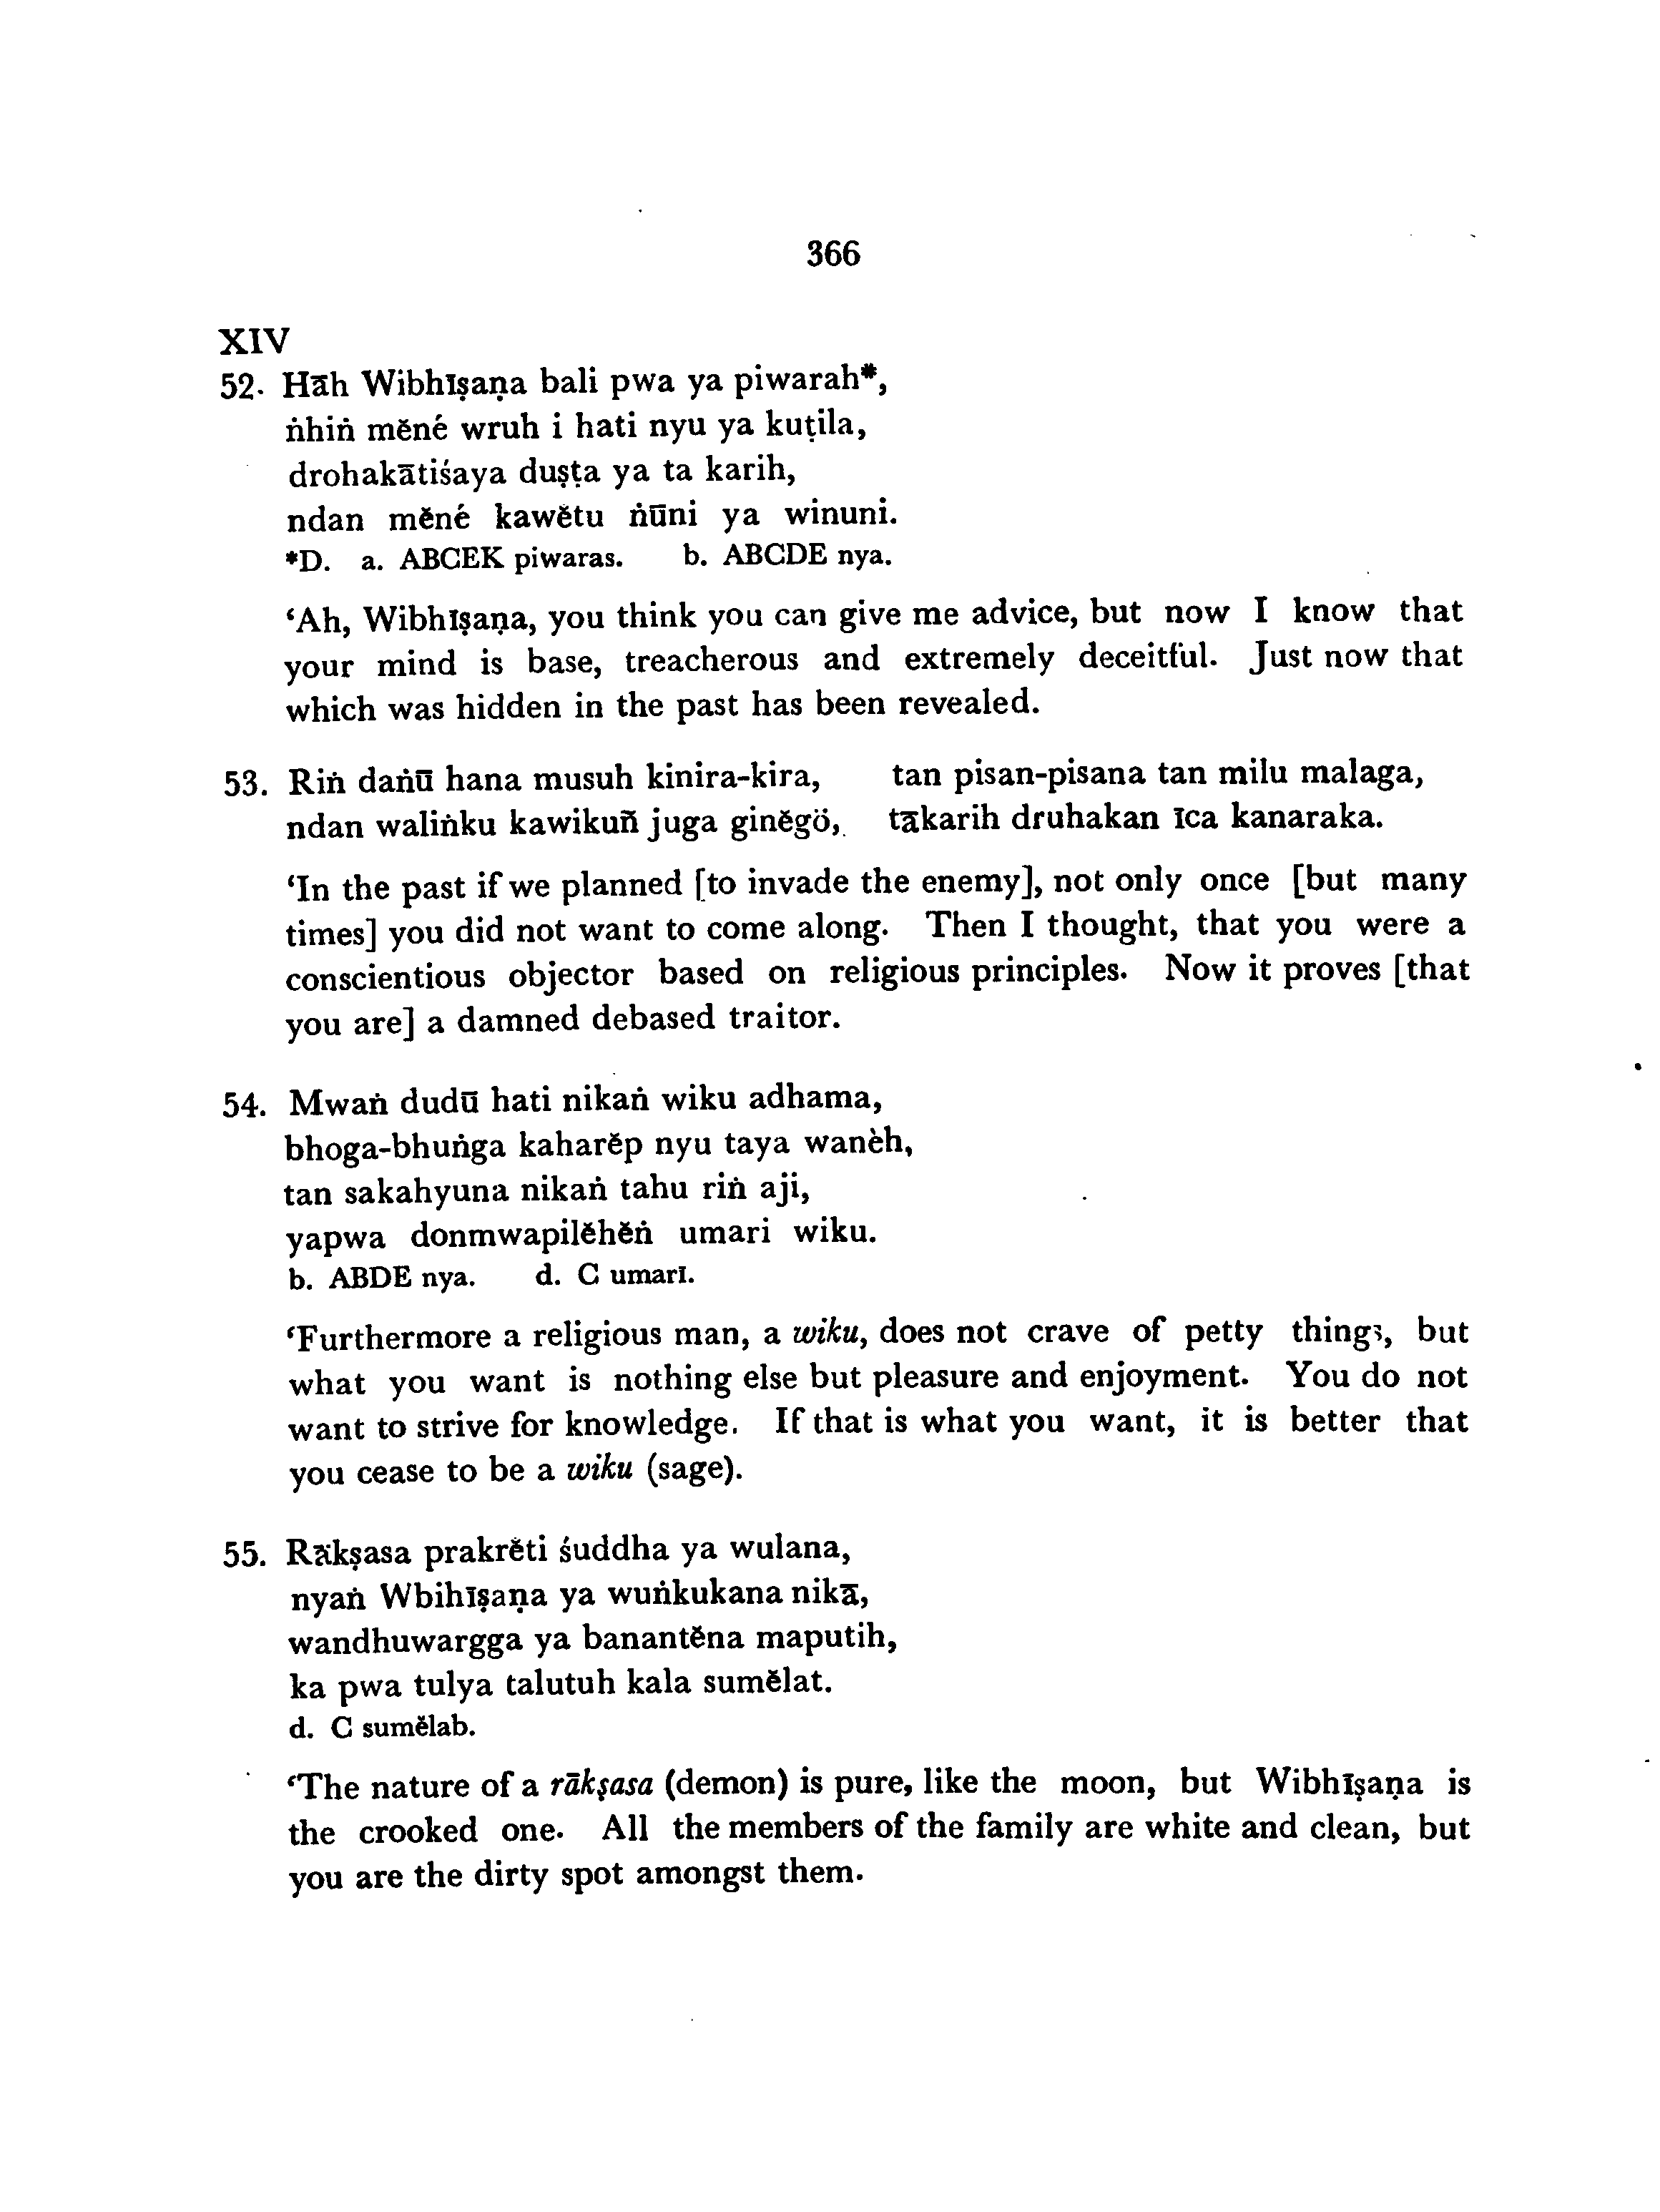 366
XIV
52. Hāh Wibhīṣaṇa bali pwa ya piwarah*,
ṅhiṅ mĕné wruh i hati nyu ya kuṭila,
drohakātiśaya duṣṭa ya ta karih,
ndan mĕné kawĕtu ṅūni ya winuni.
*D. a. ABCEK piwaras. b. ABCDE nya.
‘Ah, Wibhīṣaṇa, you think you can give me advice, but now I know that
your mind is base, treacherous and extremely deceitful. Just now that
which was hidden in the past has been revealed.
53. Riṅ daṅū hana musuh kinira-kira, tan pisan-pisana tan milu malaga,
ndan waliṅku kawikuñ juga ginĕgö, tākarih druhakan īca kanaraka.
‘In the past if we planned [to invade the enemy], not only once [but many
times] you did not want to come along. Then I thought, that you were a
conscientious objector based on religious principles. Now it proves [that
you are] a damned debased traitor.
54. Mwaṅ dudū hati nikaṅ wiku adhama,
bhoga-bhuṅga kaharĕp nyu taya wanèh,
tan sakahyuna nikaṅ tahu riṅ aji,
yapwa donmwapilĕhĕṅ umari wiku.
b. ABDE nya. d. C umarī.
‘Furthermore a religious man, a wiku, does not crave of petty things, but
what you want is nothing else but pleasure and enjoyment. You do not
want to strive for knowledge. If that is what you want, it is better that
you cease to be a wiku (sage).
55. Rākṣasa prakrĕti śuddha ya wulana,
nyaṅ Wbihīṣaṇa ya wuṅkukana nikā,
wandhuwargga ya banantĕna maputih,
ka pwa tulya talutuh kala sumĕlat.
d. C sumĕlab.
‘The nature of a rākṣasa (demon) is pure, like the moon, but Wibhīṣaṇa is
the crooked one. All the members of the family are white and clean, but
you are the dirty spot amongst them.